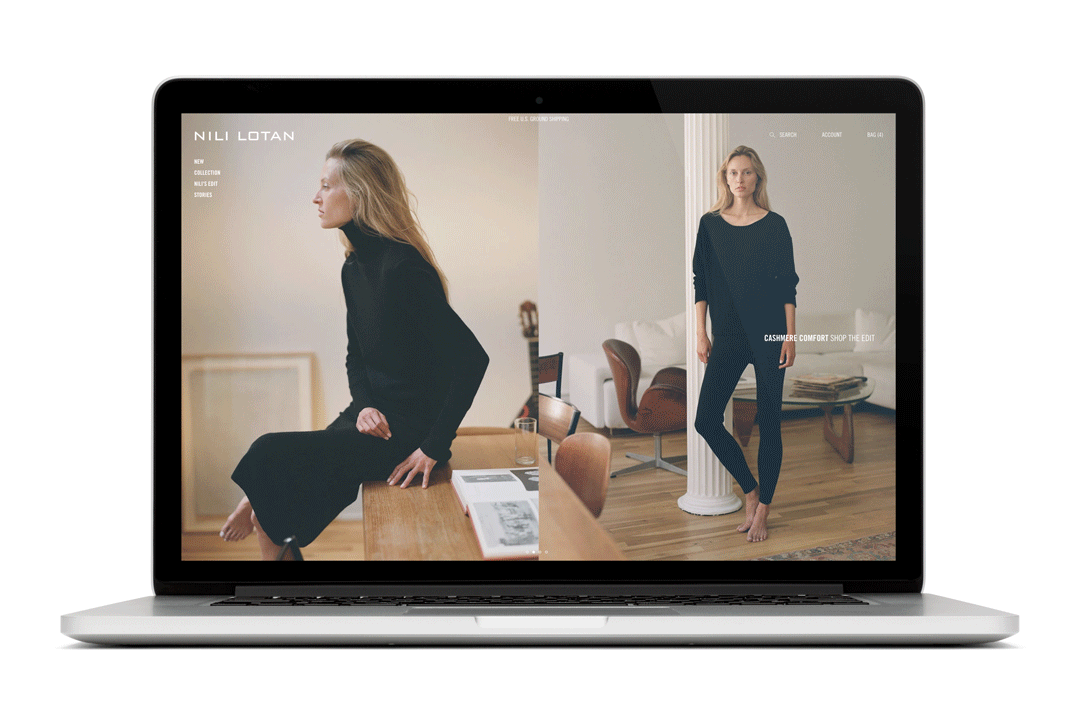 FREE U.S. GROUND SHIPPING
NILI LOTAN
SEARCH
ACCOUNT
BAG (4)
NEW
COLLECTION
NILI'S EDIT
STORIES
CASHMERE COMFORT SHOP THE EDIT